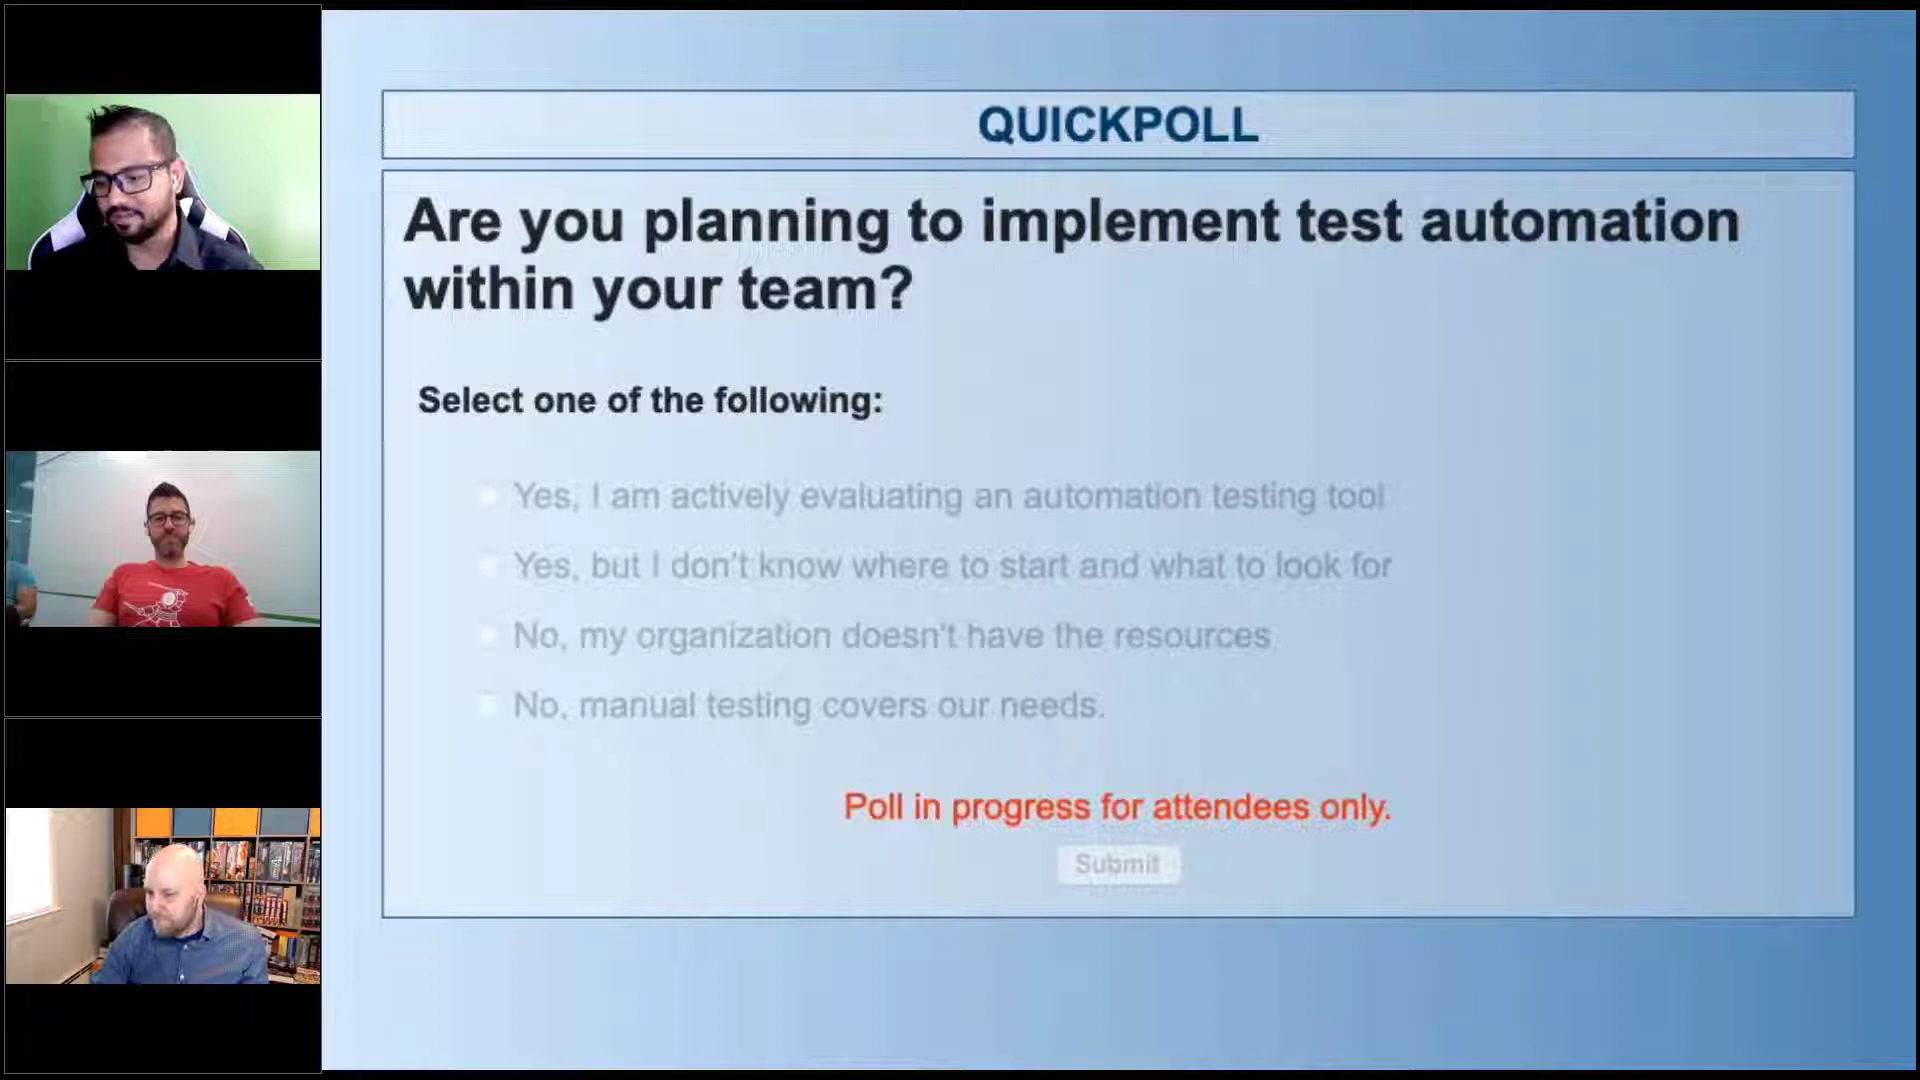 QUICKPOLL
Are you planning to implement test automation
within your team?
Select one of the following:
Yes, I am actively evaluating an automation testing tool
Yes, but I don't know where to start and what to look for
No, my organization doesn't have the resources
No, manual testing covers our needs.
Poll in progress for attendees only.
Submit